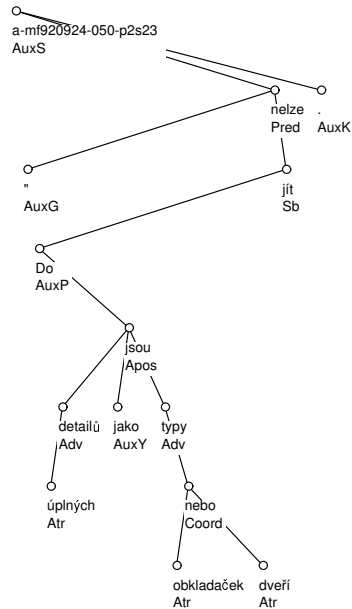 a-mf920924-050-p2s23
AuxS
nelze .
Pred AuxK
" jít
AuxG Sb
Do
AuxP
jsou
Apos
detailů jako typy
Adv AuxY Adv
úplných nebo
Atr Coord
obkladaček dveří
Atr Atr